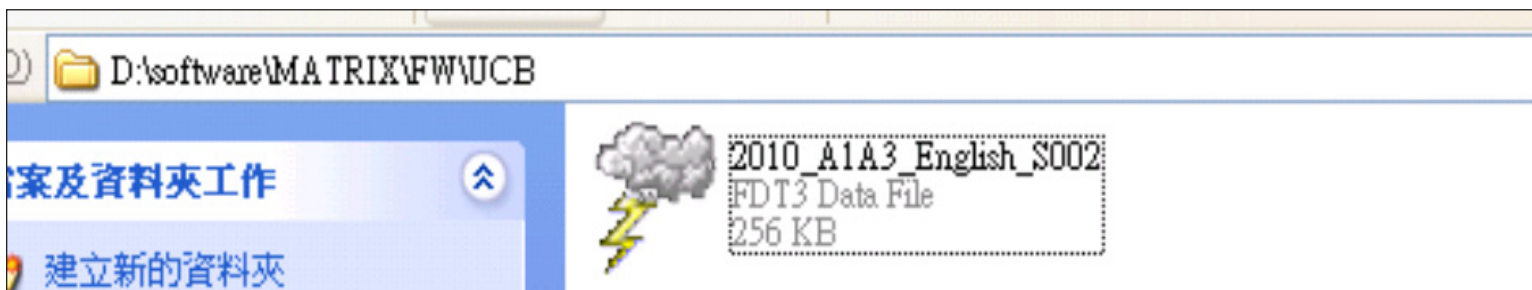 D:\software\MATRIX\FW\UCB
檔案及資料夾工作
建立新的資料夾
2010_A1A3_English_S002
FDT3 Data File
256 KB